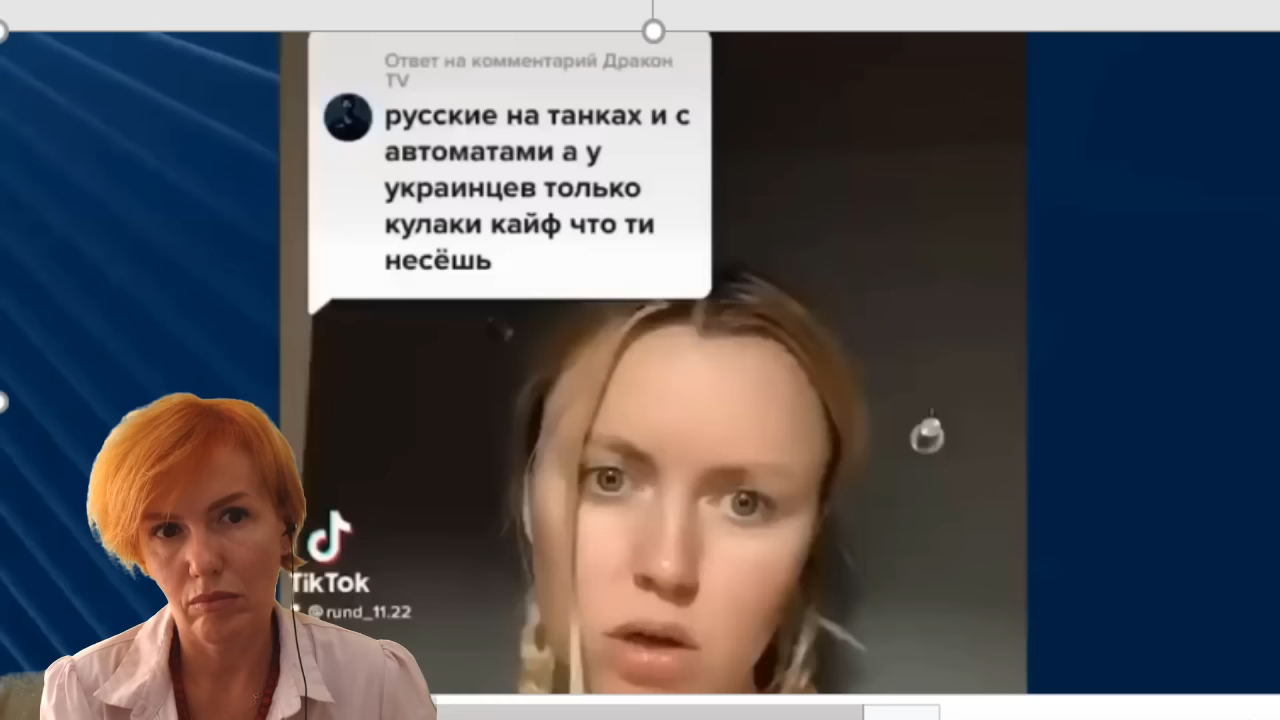 Ответ на комментарий Дракон
TV
русские на танках и с
автоматами а у
украинцев только
кулаки кайф что ти
несёшь
TikTok
@rund_11.22